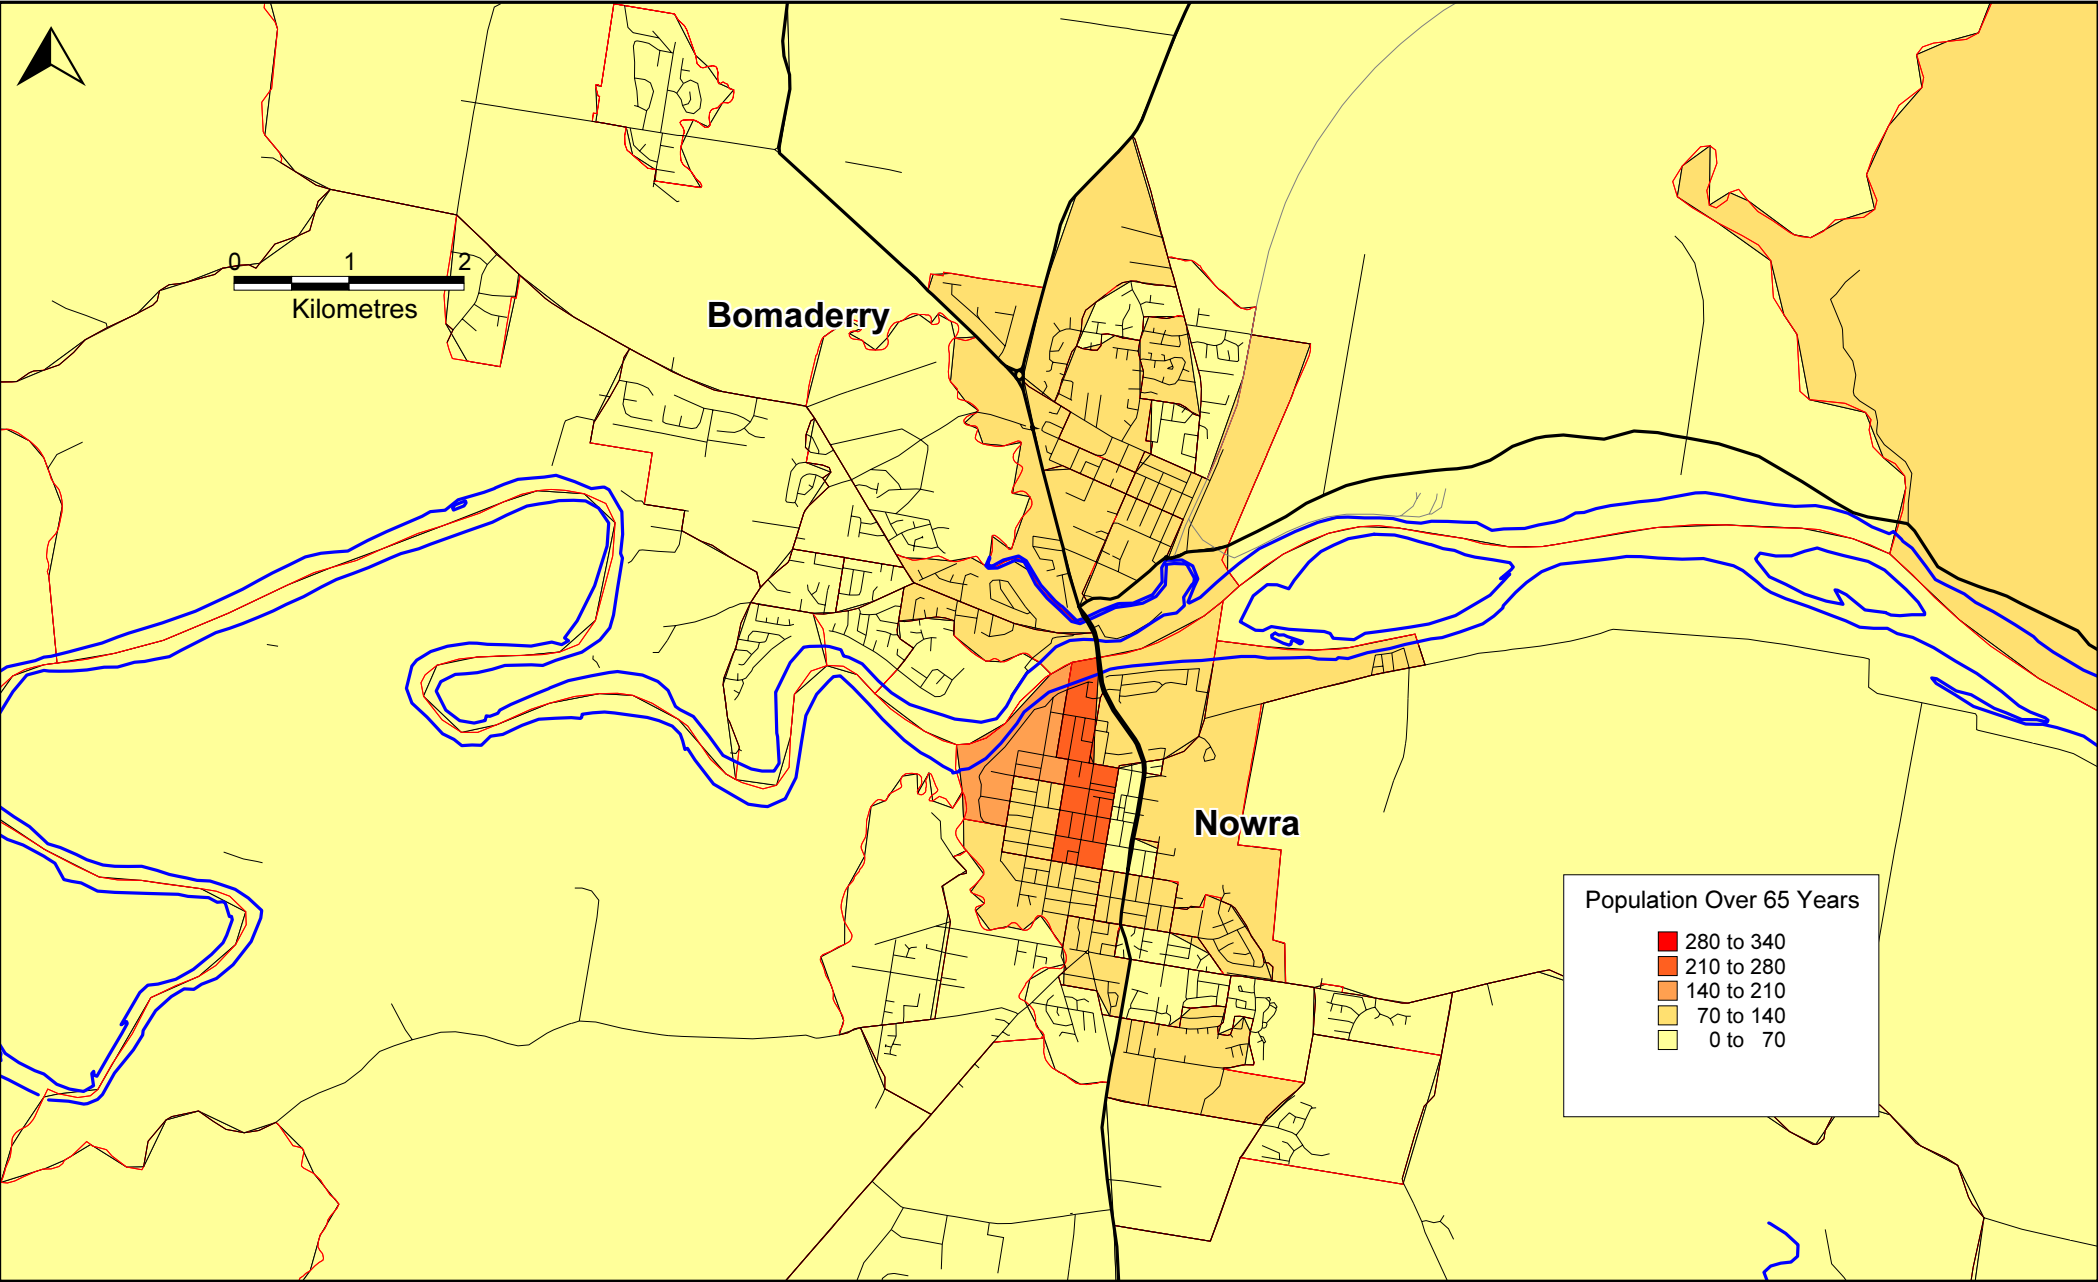 0 1 2
Kilometres
Bomaderry
Nowra
Population Over 65 Years
280 to 340
210 to 280
140 to 210
70 to 140
0 to 70